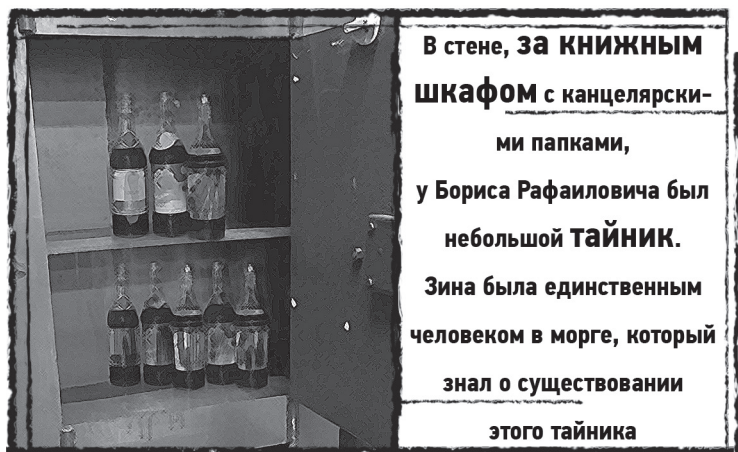 В стене, за книжным
шкафом с канцелярски-
ми папками,
у Бориса Рафаиловича был
небольшой тайник.
Зина была единственным
человеком в морге, который
знал о существовании
этого тайника